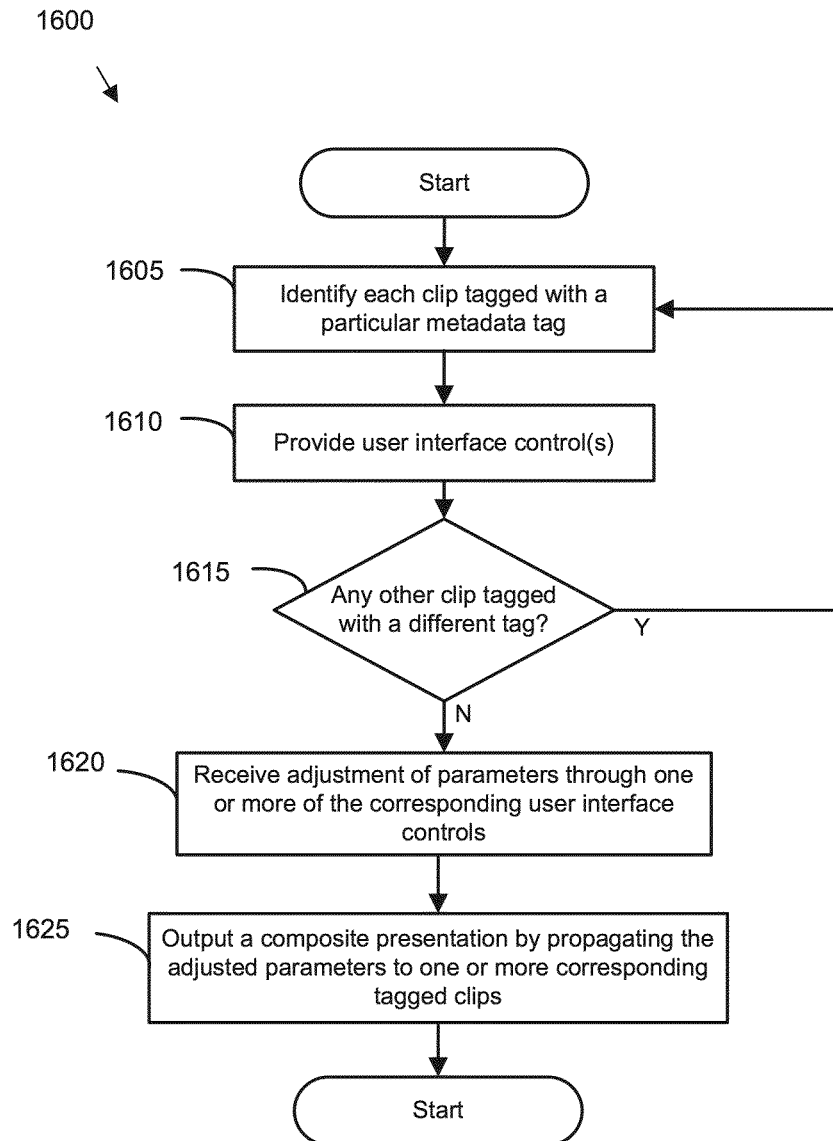 1600
Start
1605
Identify each clip tagged with a
particular metadata tag
1610
Provide user interface control(s)
1615
Any other clip tagged
with a different tag?
Y
N
1620
Receive adjustment of parameters through one
or more of the corresponding user interface
controls
1625
Output a composite presentation by propagating the
adjusted parameters to one or more corresponding
tagged clips
Start